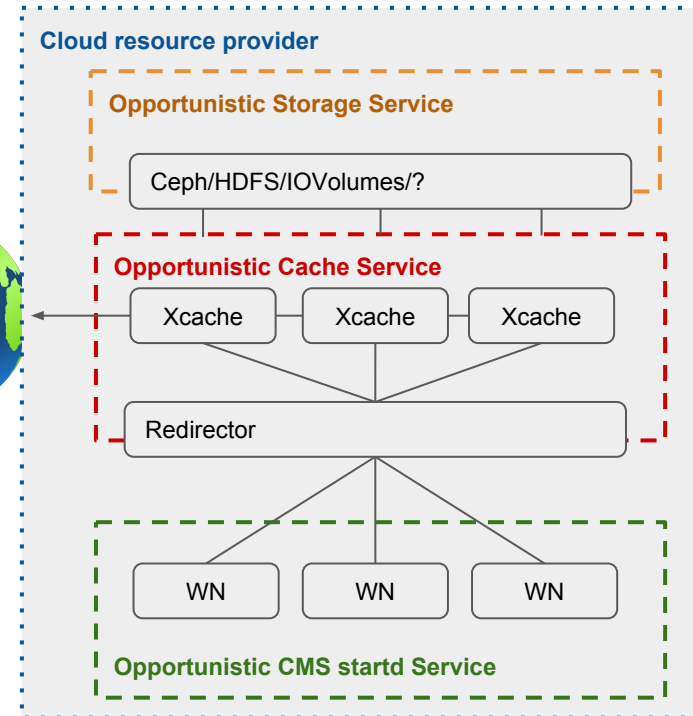 Cloud resource provider
Opportunistic Storage Service
Ceph/HDFS/IOVolumes/?
Opportunistic Cache Service
Xcache
Xcache
Xcache
Redirector
WN
WN
WN
Opportunistic CMS startd Service